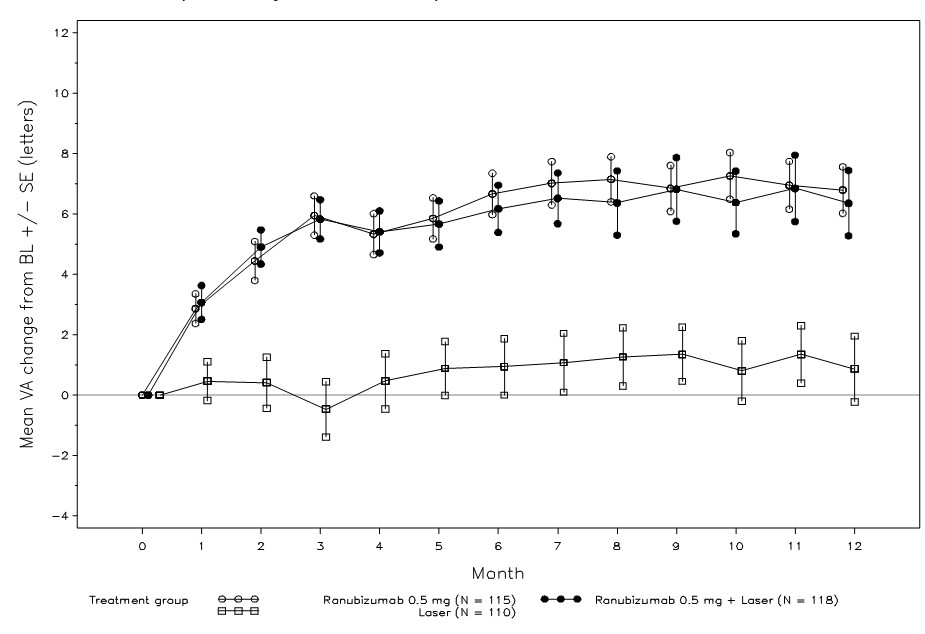 Mean VA change from BL +/- SE (letters)
12
10
8
6
4
2
0
-2
-4
0 1 2 3 4 5 6 7 8 9 10 11 12
Month
Treatment group Ranubizumab 0.5 mg (N = 115) Ranubizumab 0.5 mg + Laser (N = 118)
Laser (N = 110)